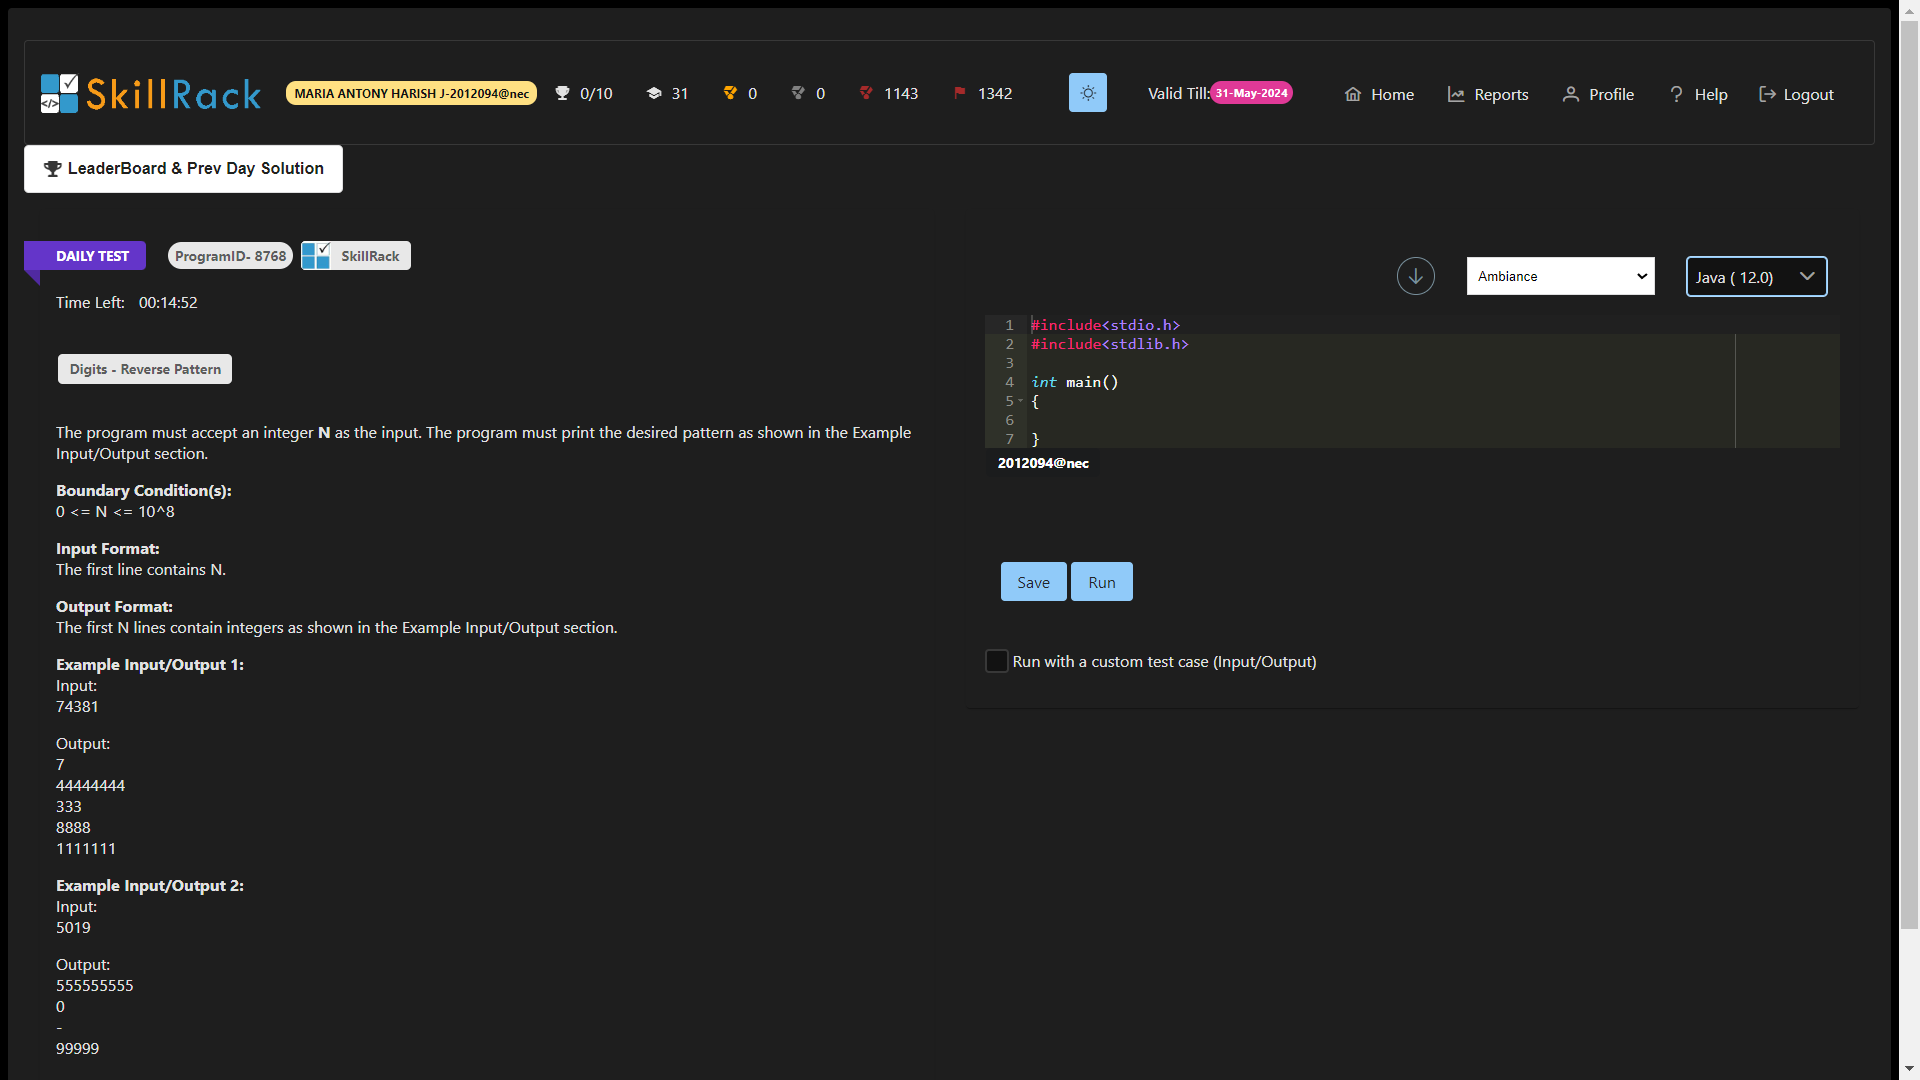 SkillRack
MARIA ANTONY HARISH J-2012094@nec
0/10
31
0
0
1143
1342
Valid Till:
31-May-2024
Home
Reports
Profile
? Help
Logout
LeaderBoard & Prev Day Solution
DAILY TEST
ProgramID- 8768
SkillRack
Time Left: 00:14:52
Digits - Reverse Pattern
The program must accept an integer N as the input. The program must print the desired pattern as shown in the Example
Input/Output section.
Boundary Condition(s):
0 <= N <= 10^8
Input Format:
The first line contains N.
Output Format:
The first N lines contain integers as shown in the Example Input/Output section.
Example Input/Output 1:
Input:
74381
Output:
7
44444444
333
8888
1111111
Example Input/Output 2:
Input:
5019
Output:
555555555
0
-
99999
Ambiance
Java ( 12.0)
1 #include<stdio.h>
2 #include<stdlib.h>
3
4 int main()
5 {
6
7 }
2012094@nec
Save
Run
Run with a custom test case (Input/Output)